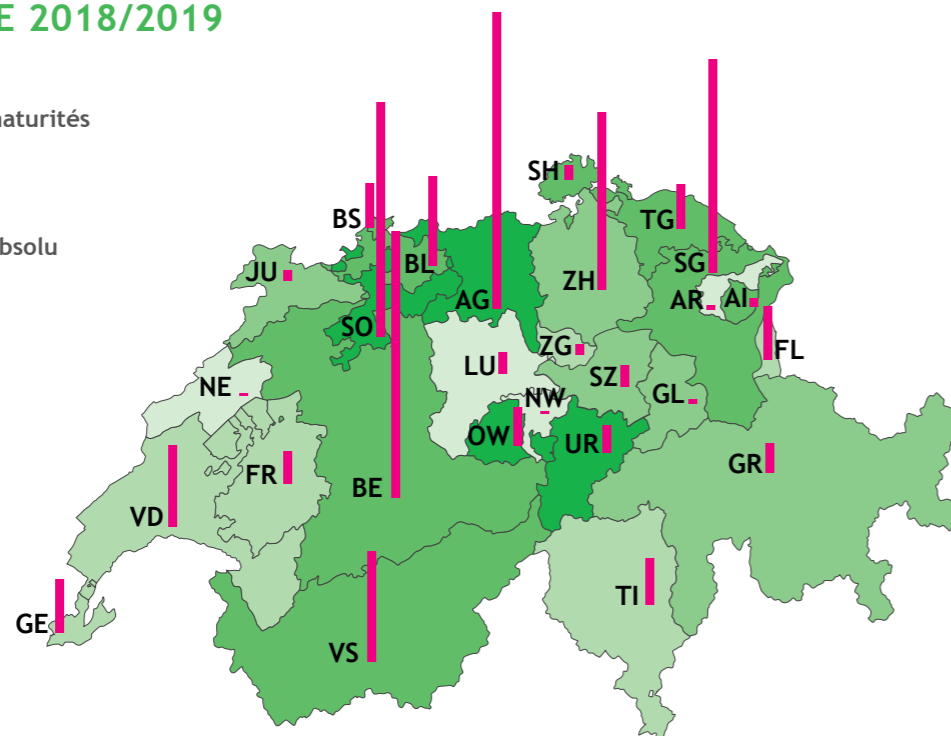 E 2018/2019
naturités
bsolu
SH
BS
TG
BL
SG
JU
ZH
AR
AI
AG
SO
ZG
FL
LU
SZ
NE
NW
GL
OW
UR
FR
GR
BE
VD
TI
GE
VS